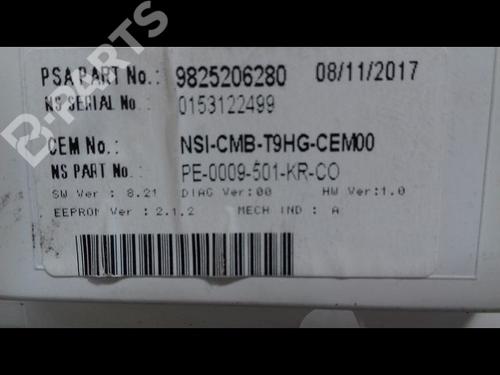 PSA PART No.: 9825206280 08/11/2017
NS SERIAL No.: 0153122499
CEM No.: NSI-CMB-T9HG-CEM00
NS PART No.: PE-0009-501-KR-CO
SW Ver : 8.21 DIAG Ver:00 HW Ver:1.0
EEPROM Ver : 2.1.2 MECH IND : A
B-PARTS